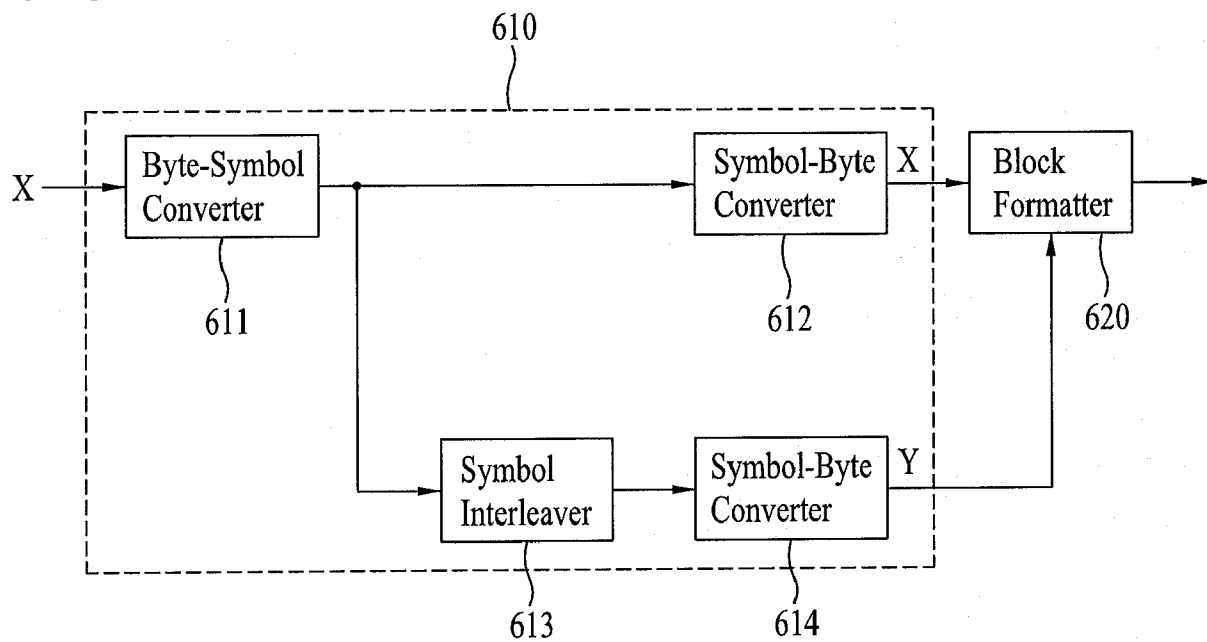 610
X
Byte-Symbol
Converter
611
Symbol-Byte
Converter
612
X
Block
Formatter
620
Symbol
Interleaver
613
Symbol-Byte
Converter
614
Y